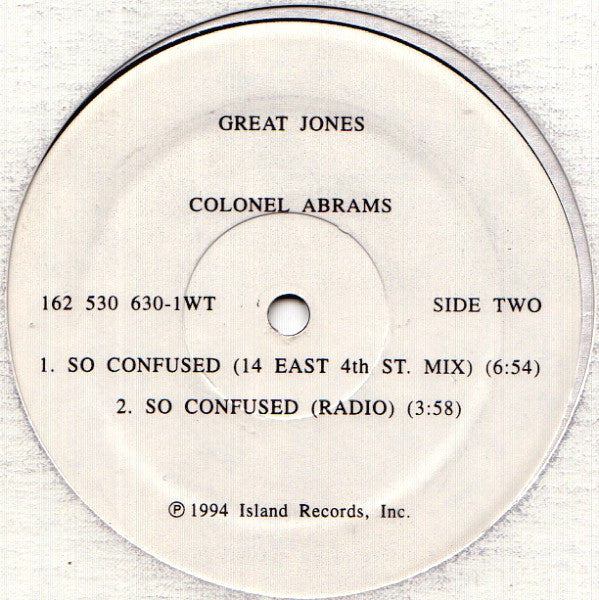 GREAT JONES
COLONEL ABRAMS
162 530 630-1WT SIDE TWO
1. SO CONFUSED (14 EAST 4th ST. MIX) (6:54)
2. SO CONFUSED (RADIO) (3:58)
℗ 1994 Island Records, Inc.